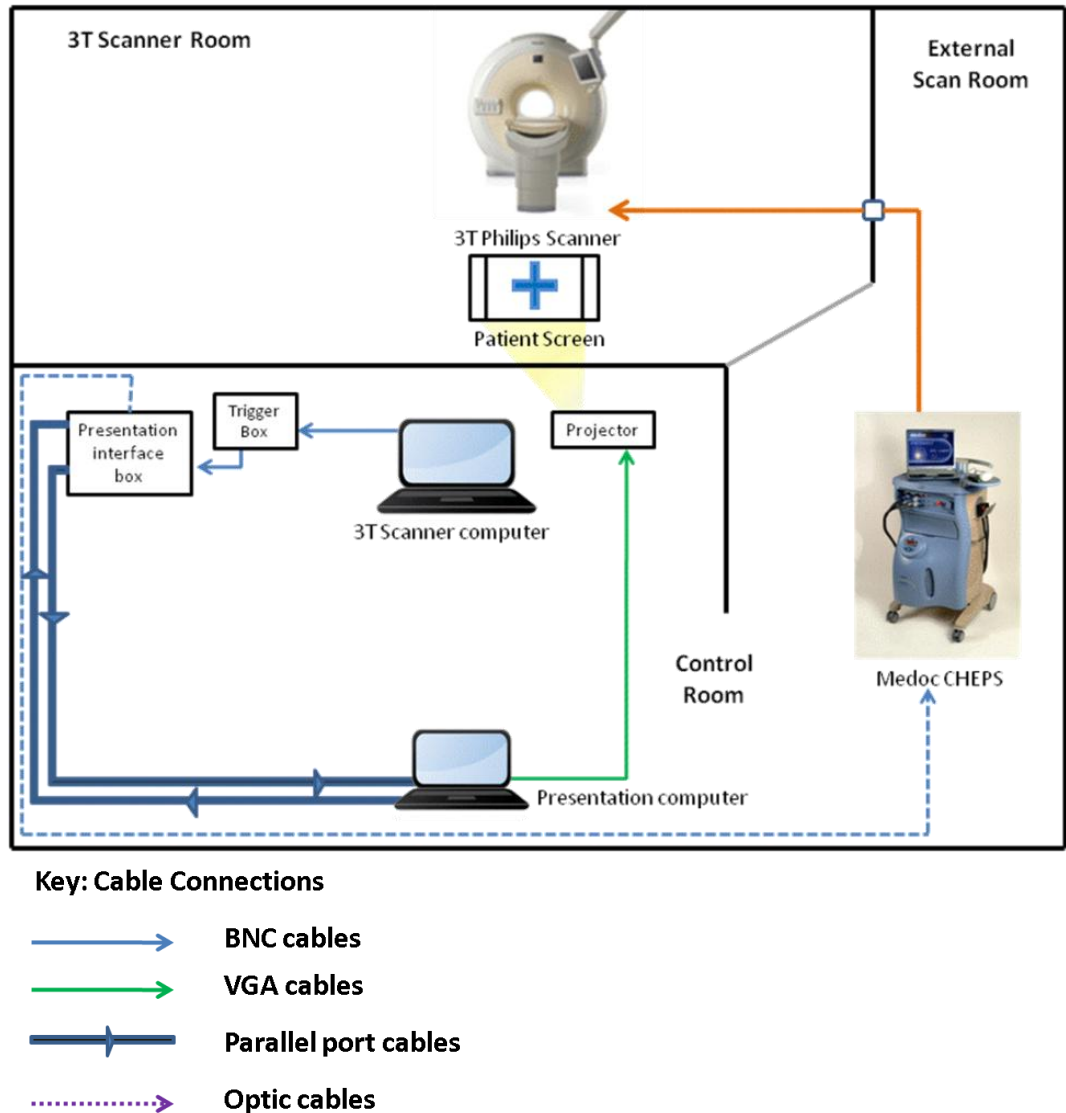 3T Scanner Room
External
Scan Room
3T Philips Scanner
Patient Screen
Presentation
interface
box
Trigger
Box
Projector
3T Scanner computer
Control
Room
Medoc CHEPS
Presentation computer
Key: Cable Connections
BNC cables
VGA cables
Parallel port cables
Optic cables